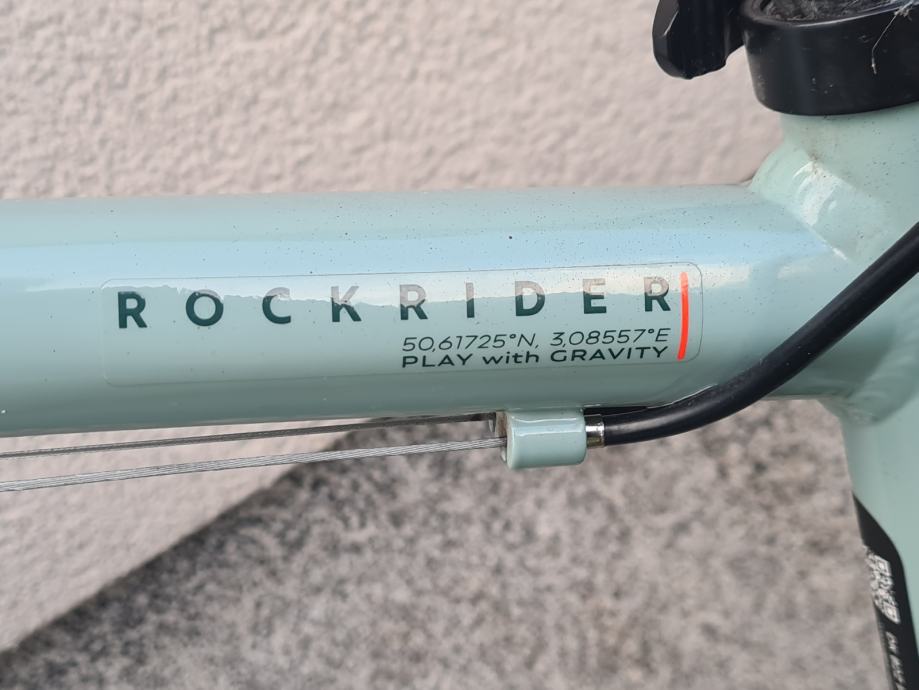 ROCKRIDER
50,61725°N, 3,08557°E
PLAY with GRAVITY